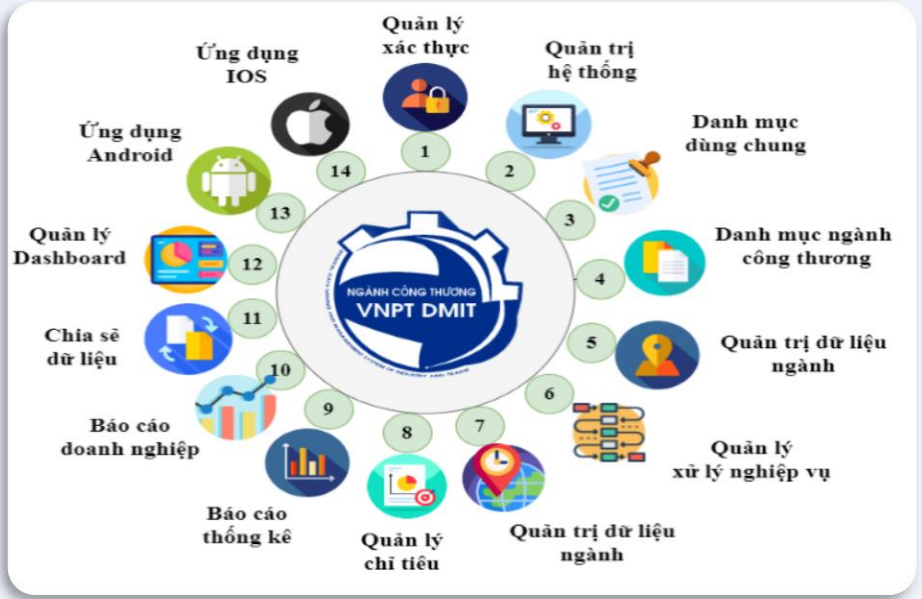 Quản lý
xác thực
1
Quản trị
hệ thống
2
Danh mục
dùng chung
3
Danh mục ngành
công thương
4
Quản trị dữ liệu
ngành
5
Quản lý
xử lý nghiệp vụ
6
Quản trị dữ liệu
ngành
7
Quản lý
chỉ tiêu
8
Báo cáo
thống kê
9
Báo cáo
doanh nghiệp
10
Chia sẽ
dữ liệu
11
Quản lý
Dashboard
12
Ứng dụng
Android
13
Ứng dụng
IOS
14
NGÀNH CÔNG THƯƠNG
VNPT DMIT